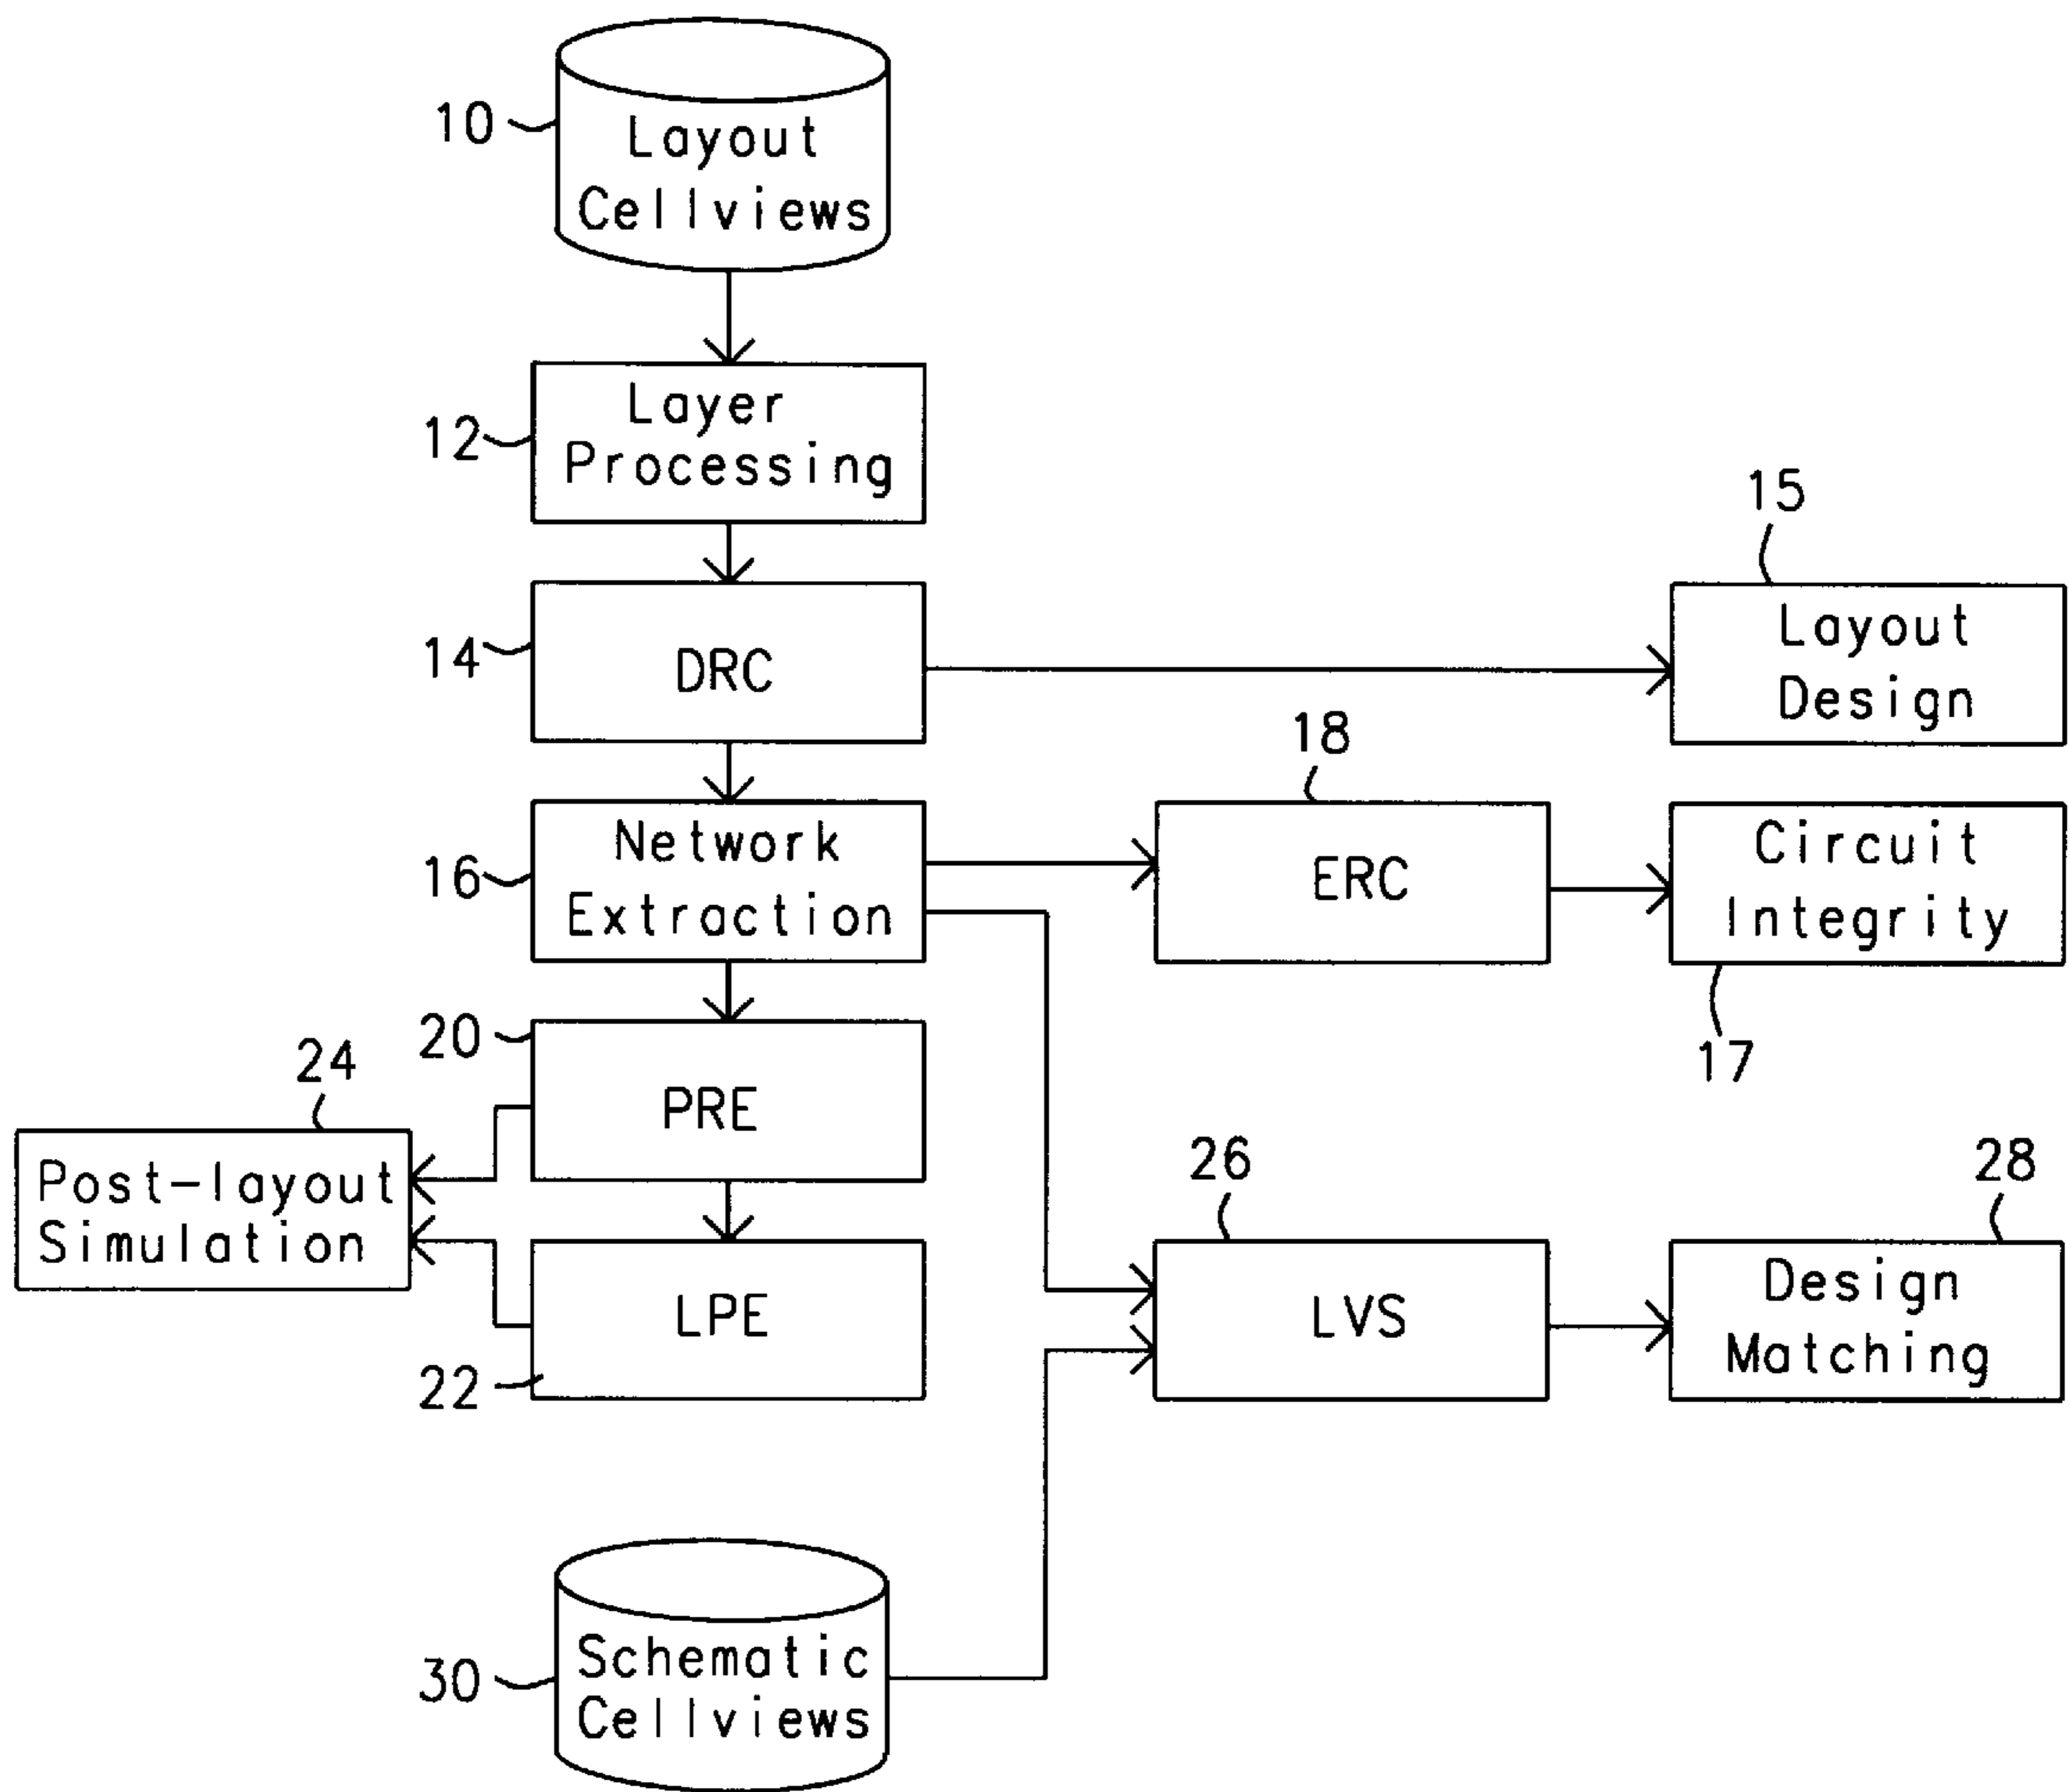 10
Layout
Cellviews
12
Layer
Processing
15
14
DRC
Layout
Design
18
16
Network
Extraction
ERC
Circuit
Integrity
17
20
PRE
24
Post-layout
Simulation
26
28
22
LPE
LVS
Design
Matching
30
Schematic
Cellviews